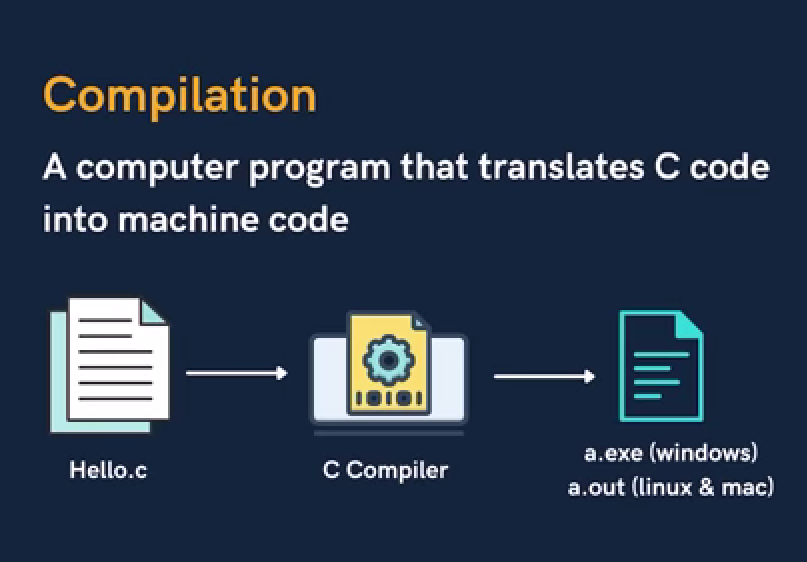 Compilation
A computer program that translates C code
into machine code
Hello.c
C Compiler
a.exe (windows)
a.out (linux & mac)